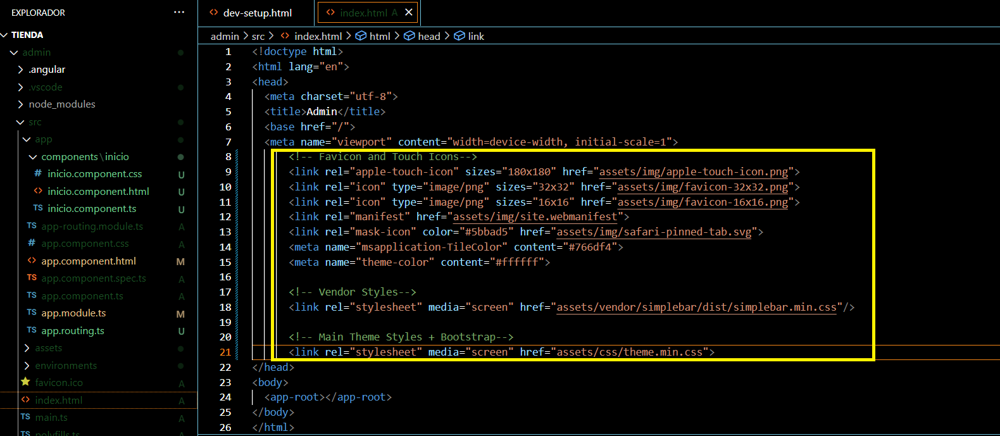 EXPLORADOR
TIENDA
admin
.angular
.vscode
node_modules
src
app
components\inicio
# inicio.component.css U
<> inicio.component.html U
TS inicio.component.ts U
TS app-routing.module.ts A
# app.component.css A
<> app.component.html M
TS app.component.spec.ts A
TS app.component.ts A
TS app.module.ts M
TS app.routing.ts U
assets
environments
favicon.ico A
<> index.html A
TS main.ts A
TS polyfills.ts A
<> dev-setup.html
<> index.html A
admin > src > <> index.html > html > head > link
1 <!doctype html>
2 <html lang="en">
3 <head>
4 <meta charset="utf-8">
5 <title>Admin</title>
6 <base href="/">
7 <meta name="viewport" content="width=device-width, initial-scale=1">
8 <!-- Favicon and Touch Icons-->
9 <link rel="apple-touch-icon" sizes="180x180" href="assets/img/apple-touch-icon.png">
10 <link rel="icon" type="image/png" sizes="32x32" href="assets/img/favicon-32x32.png">
11 <link rel="icon" type="image/png" sizes="16x16" href="assets/img/favicon-16x16.png">
12 <link rel="manifest" href="assets/img/site.webmanifest">
13 <link rel="mask-icon" color="#5bbad5" href="assets/img/safari-pinned-tab.svg">
14 <meta name="msapplication-TileColor" content="#766df4">
15 <meta name="theme-color" content="#ffffff">
16
17 <!-- Vendor Styles-->
18 <link rel="stylesheet" media="screen" href="assets/vendor/simplebar/dist/simplebar.min.css"/>
19
20 <!-- Main Theme Styles + Bootstrap-->
21 <link rel="stylesheet" media="screen" href="assets/css/theme.min.css">
22 </head>
23 <body>
24 <app-root></app-root>
25 </body>
26 </html>